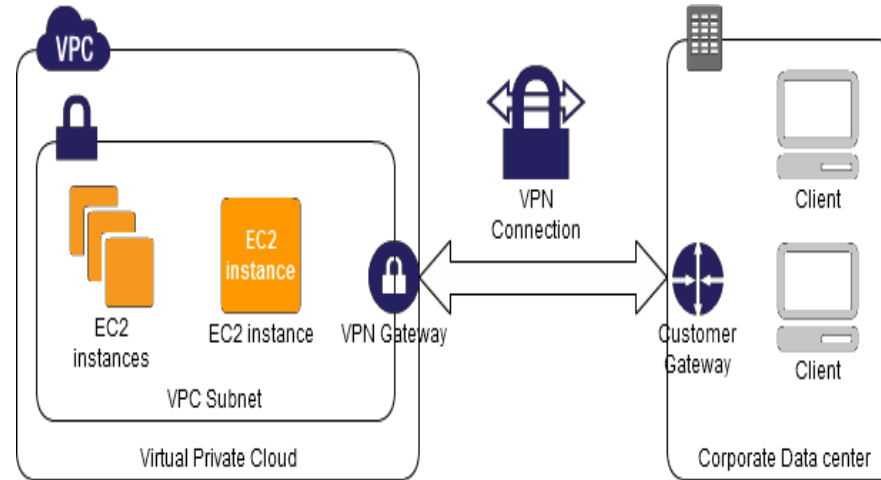 VPC
VPN
Connection
EC2
instance
EC2
instances
EC2 instance
VPN Gateway
VPC Subnet
Virtual Private Cloud
Customer
Gateway
Client
Client
Corporate Data center